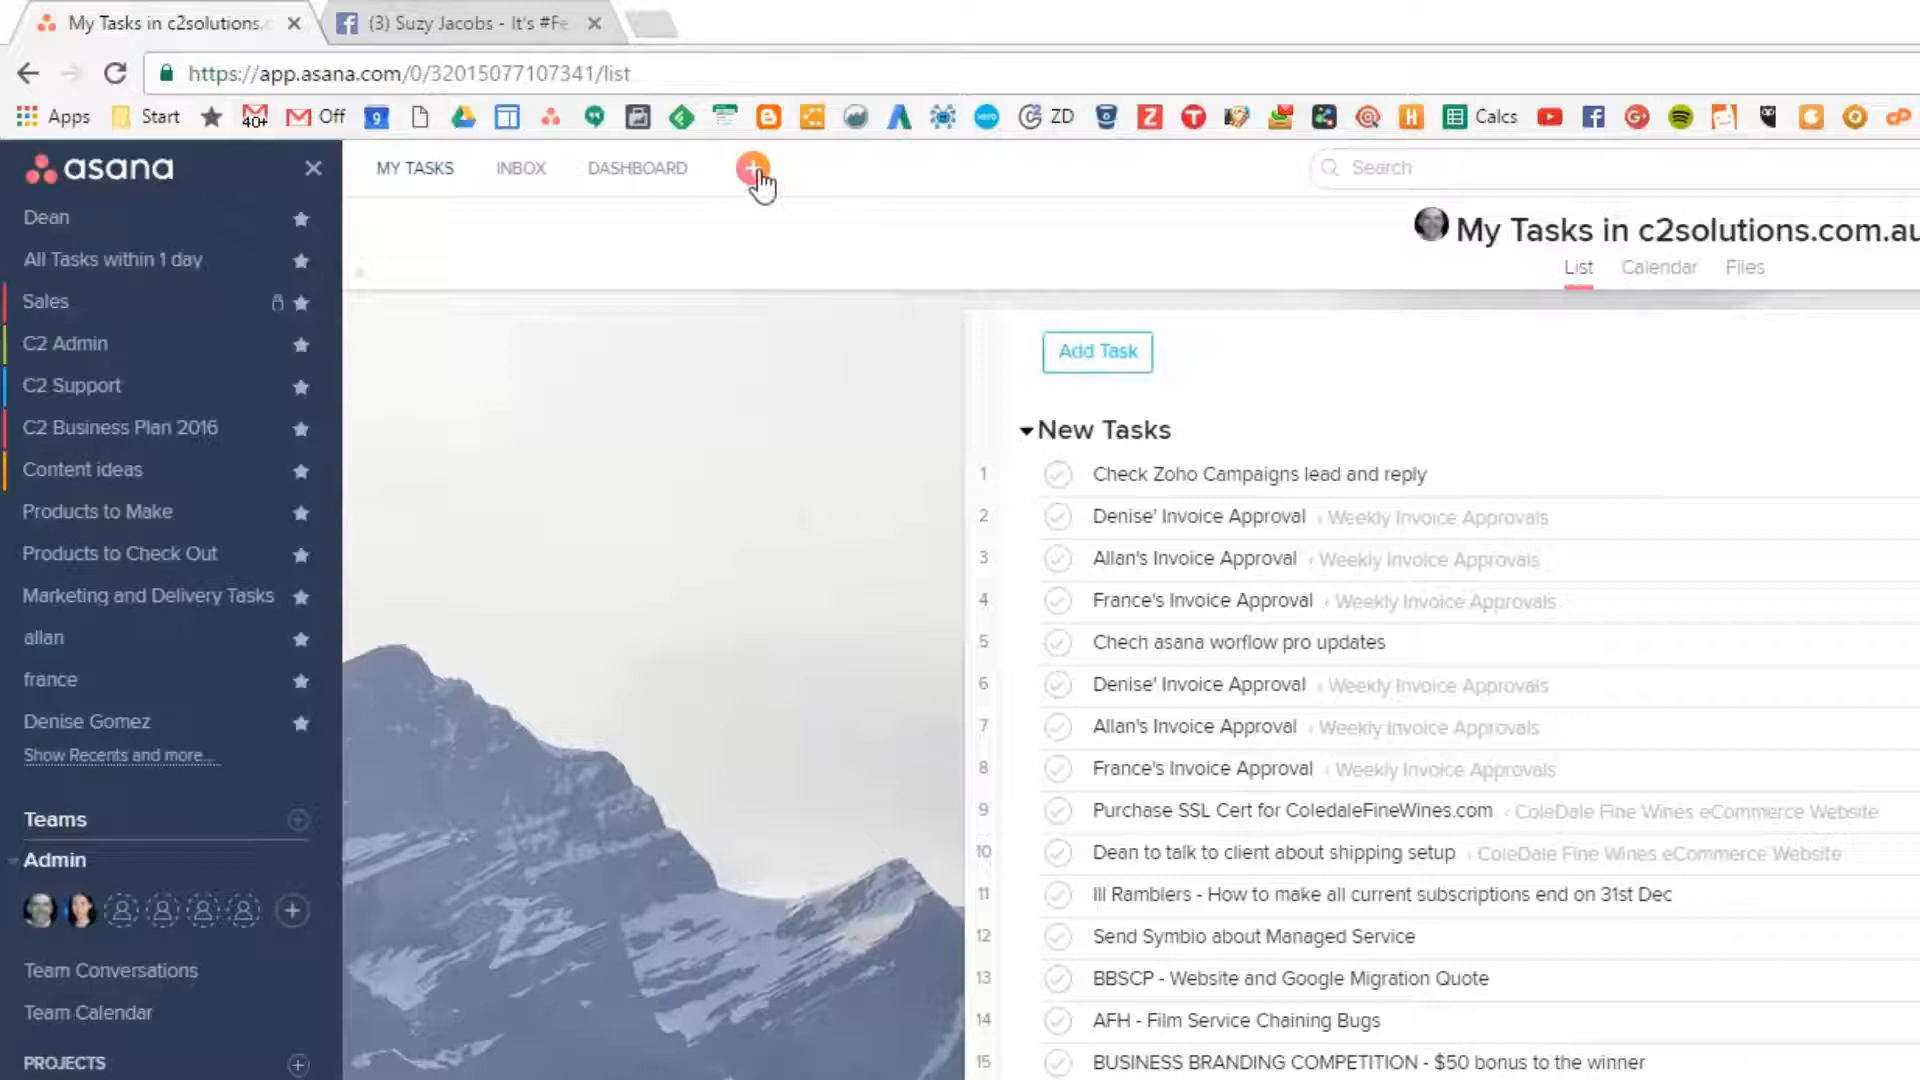 My Tasks in c2solutions.
(3) Suzy Jacobs - It's #Fe
https://app.asana.com/0/32015077107341/list
Apps Start 40+ Off 9 ZD Calcs
asana
MY TASKS INBOX DASHBOARD
Search
Dean
All Tasks within 1 day
Sales
C2 Admin
C2 Support
C2 Business Plan 2016
Content ideas
Products to Make
Products to Check Out
Marketing and Delivery Tasks
allan
france
Denise Gomez
Show Recents and more...
Teams
Admin
Team Conversations
Team Calendar
PROJECTS
My Tasks in c2solutions.com.au
List Calendar Files
Add Task
New Tasks
1 Check Zoho Campaigns lead and reply
2 Denise' Invoice Approval ‹ Weekly Invoice Approvals
3 Allan's Invoice Approval ‹ Weekly Invoice Approvals
4 France's Invoice Approval ‹ Weekly Invoice Approvals
5 Chech asana worflow pro updates
6 Denise' Invoice Approval ‹ Weekly Invoice Approvals
7 Allan's Invoice Approval ‹ Weekly Invoice Approvals
8 France's Invoice Approval ‹ Weekly Invoice Approvals
9 Purchase SSL Cert for ColedaleFineWines.com ‹ ColeDale Fine Wines eCommerce Website
10 Dean to talk to client about shipping setup ‹ ColeDale Fine Wines eCommerce Website
11 Ill Ramblers - How to make all current subscriptions end on 31st Dec
12 Send Symbio about Managed Service
13 BBSCP - Website and Google Migration Quote
14 AFH - Film Service Chaining Bugs
15 BUSINESS BRANDING COMPETITION - $50 bonus to the winner